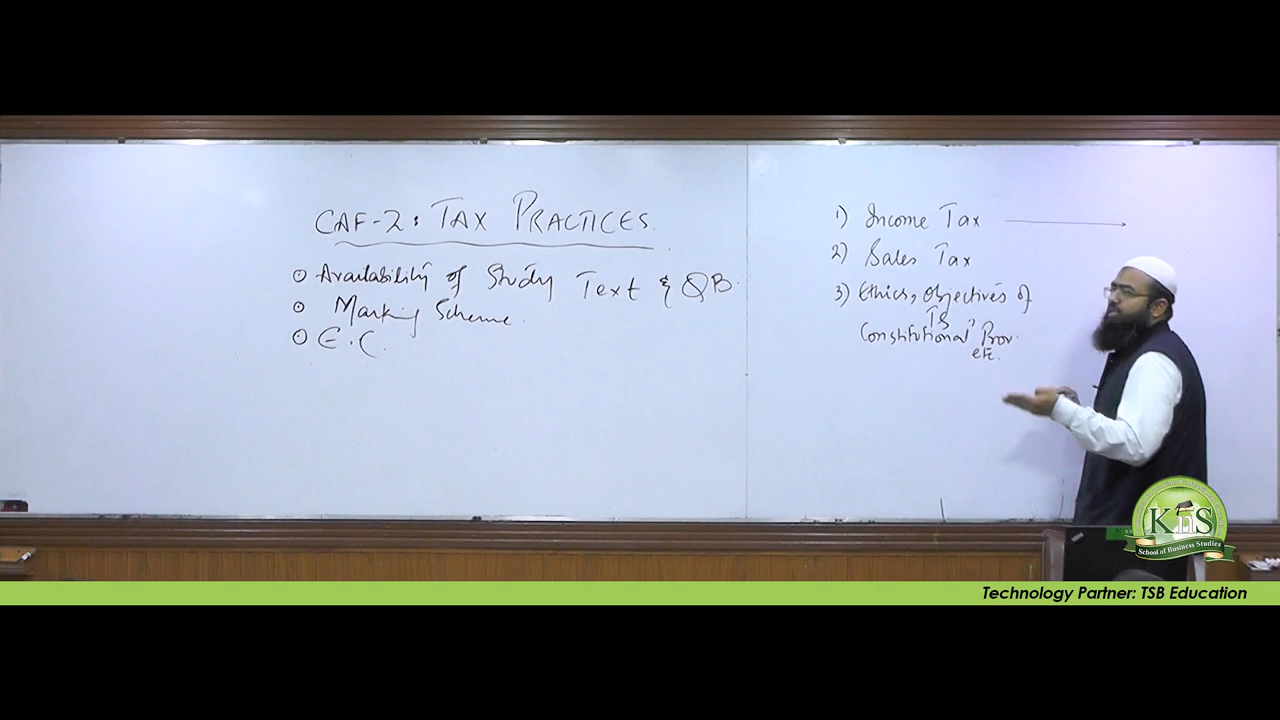 CAF-2: TAX PRACTICES.
Availability of Study Text & QB.
Marking Scheme.
E.C.
1) Income Tax
2) Sales Tax
3) Ethics, Objectives of
TS,
Constitutional Prov.
etc.
KnS
School of Business Studies
Technology Partner: TSB Education